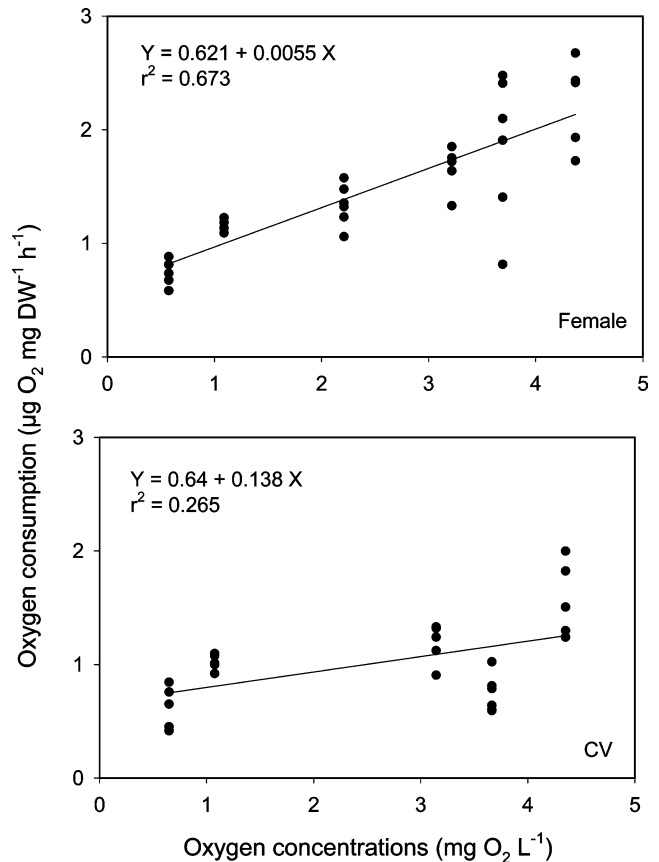 3
Y = 0.621 + 0.0055 X
r² = 0.673
2
1
Female
0
0 1 2 3 4 5
Oxygen consumption (µg O₂ mg DW⁻¹ h⁻¹)
3
Y = 0.64 + 0.138 X
r² = 0.265
2
1
CV
0
0 1 2 3 4 5
Oxygen concentrations (mg O₂ L⁻¹)